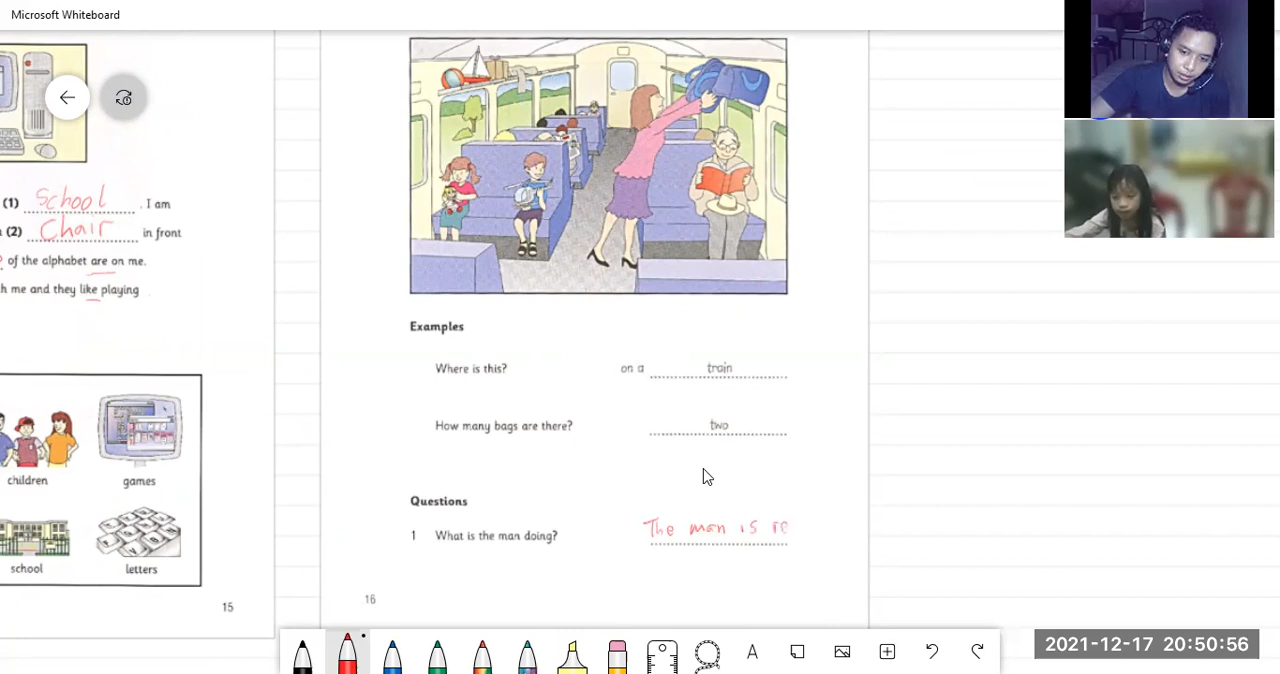 Microsoft Whiteboard
(1) School . I am
(2) Chair in front
of the alphabet are on me.
h me and they like playing
children games
school letters
15
Examples
Where is this? on a train
How many bags are there? two
Questions
1 What is the man doing? The man is re
16
A
2021-12-17 20:50:56